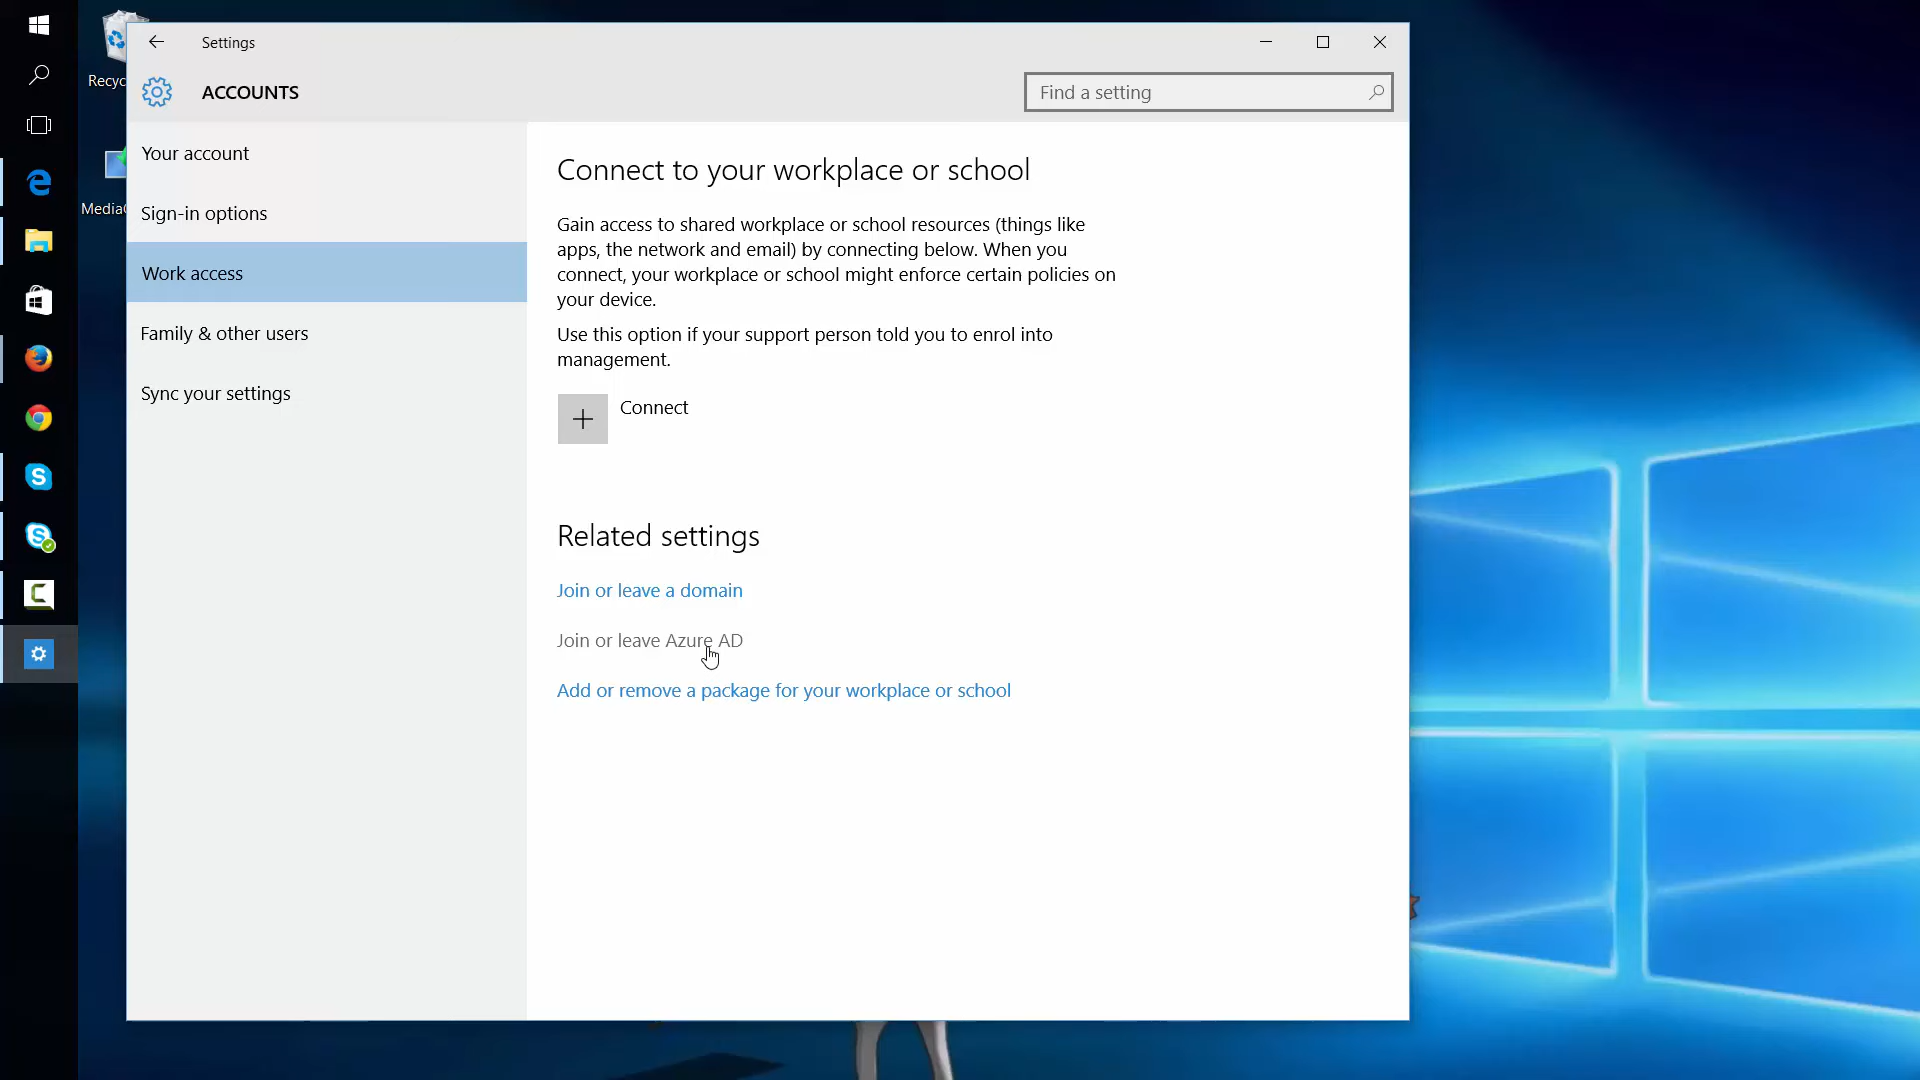 Settings
ACCOUNTS
Find a setting
Recyc
Your account
Sign-in options
Media
Work access
Family & other users
Sync your settings
Connect to your workplace or school
Gain access to shared workplace or school resources (things like
apps, the network and email) by connecting below. When you
connect, your workplace or school might enforce certain policies on
your device.
Use this option if your support person told you to enrol into
management.
Connect
Related settings
Join or leave a domain
Join or leave Azure AD
Add or remove a package for your workplace or school